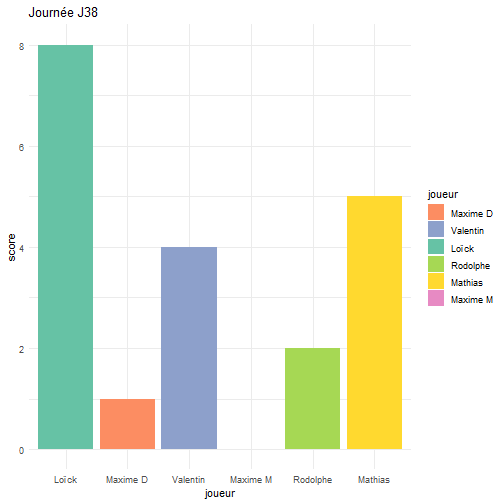 Journée J38
score
8
6
4
2
0
Loïck
Maxime D
Valentin
Maxime M
Rodolphe
Mathias
joueur
joueur
Maxime D
Valentin
Loïck
Rodolphe
Mathias
Maxime M